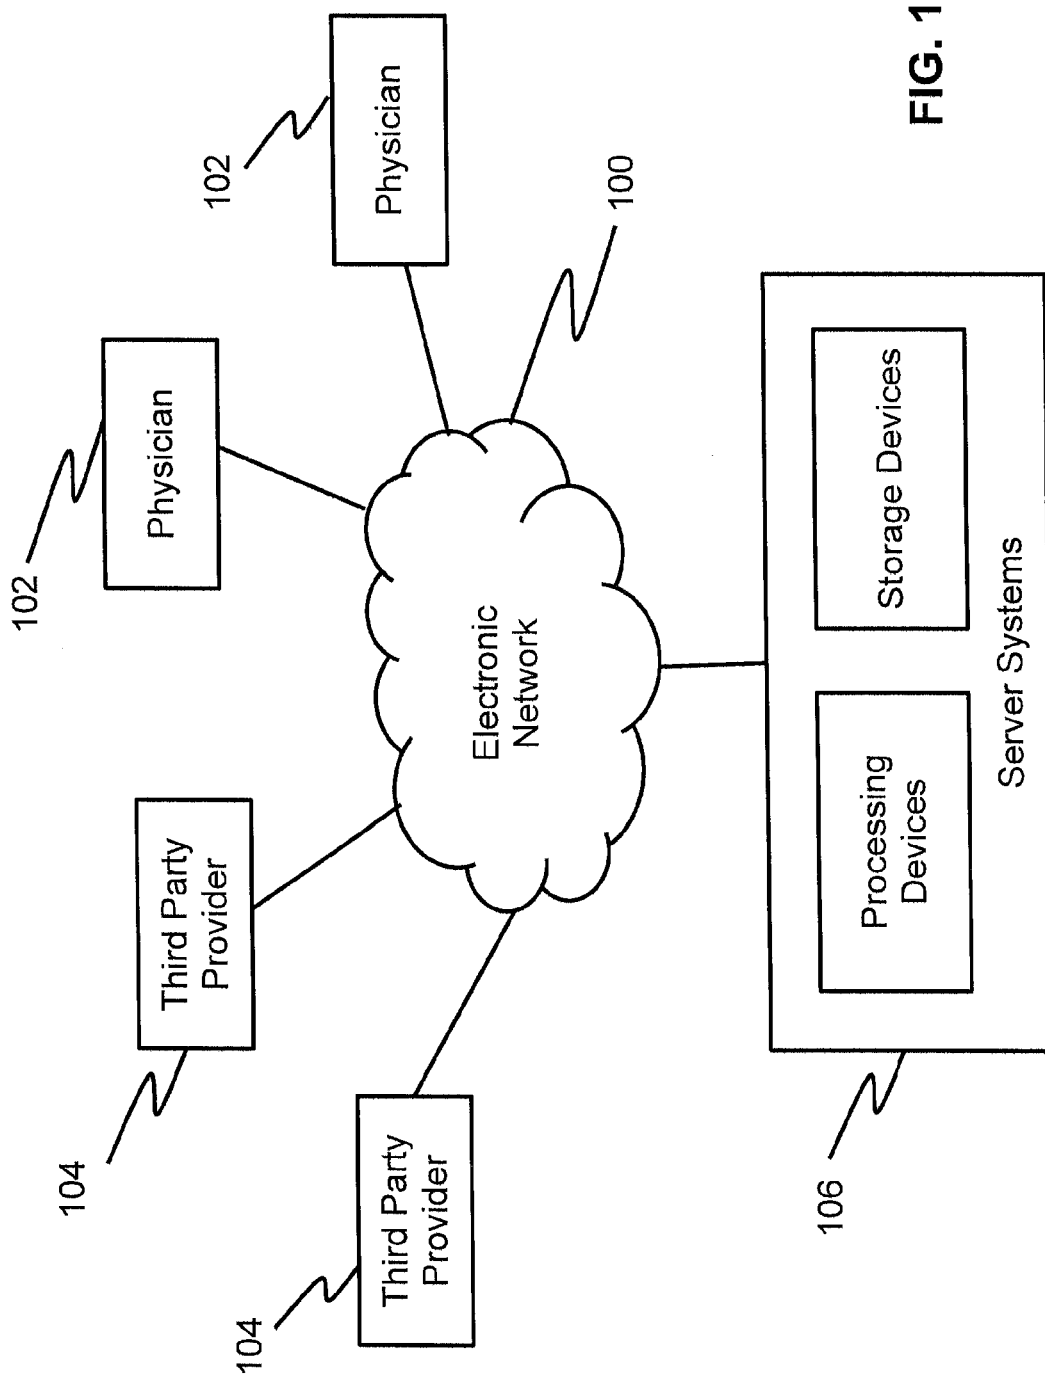 102
Physician
102
Physician
104
Third Party
Provider
104
Third Party
Provider
100
Electronic
Network
106
Processing
Devices
Storage Devices
Server Systems
FIG. 1